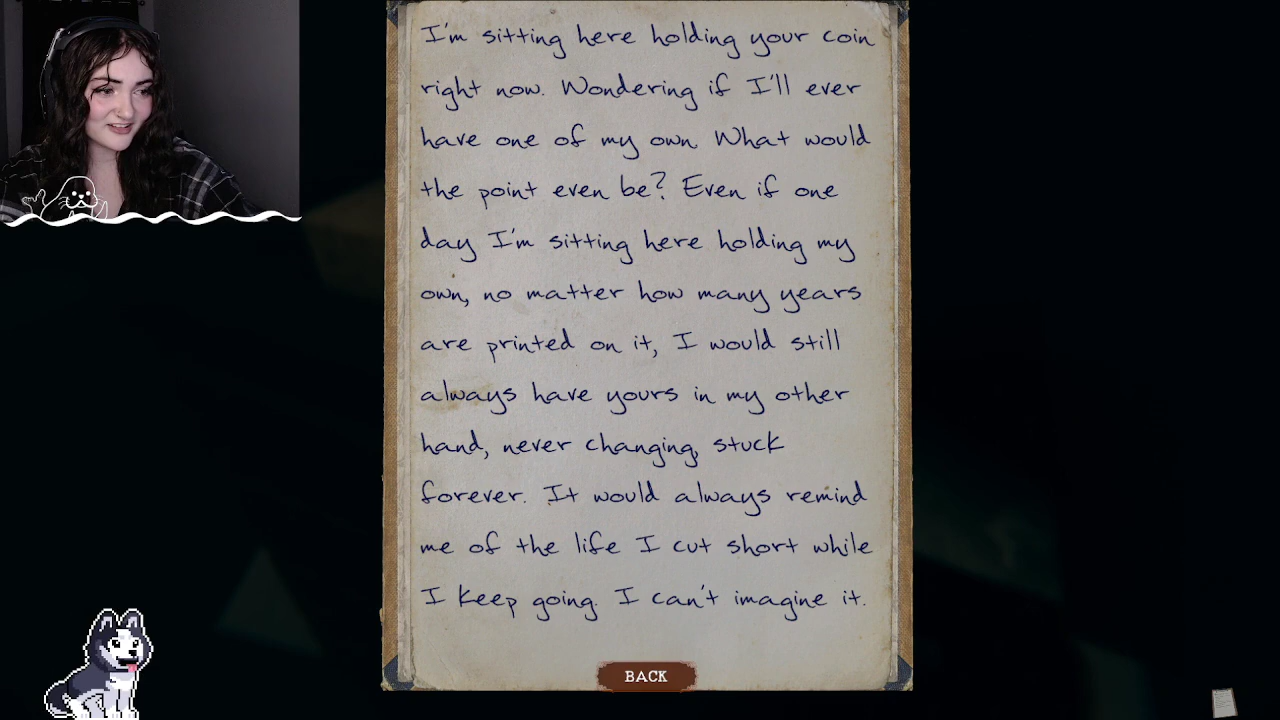 I'm sitting here holding your coin
right now. Wondering if I'll ever
have one of my own. What would
the point even be? Even if one
day I'm sitting here holding my
own, no matter how many years
are printed on it, I would still
always have yours in my other
hand, never changing, stuck
forever. It would always remind
me of the life I cut short while
I keep going. I can't imagine it.
BACK